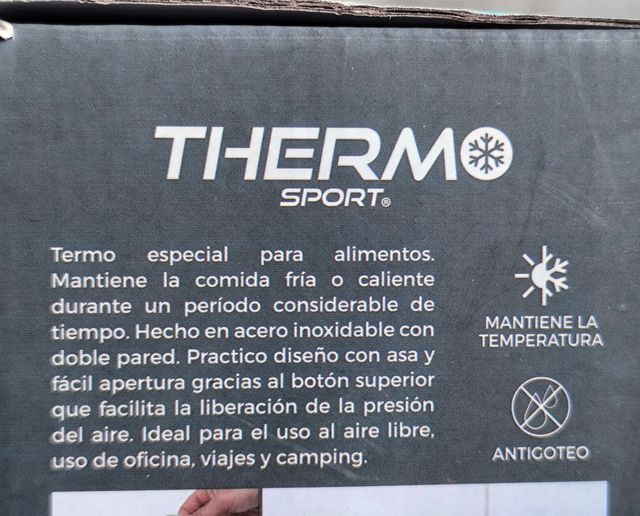 THERMO
SPORT®
Termo especial para alimentos.
Mantiene la comida fría o caliente
durante un período considerable de
tiempo. Hecho en acero inoxidable con
doble pared. Practico diseño con asa y
fácil apertura gracias al botón superior
que facilita la liberación de la presión
del aire. Ideal para el uso al aire libre,
uso de oficina, viajes y camping.
MANTIENE LA
TEMPERATURA
ANTIGOTEO